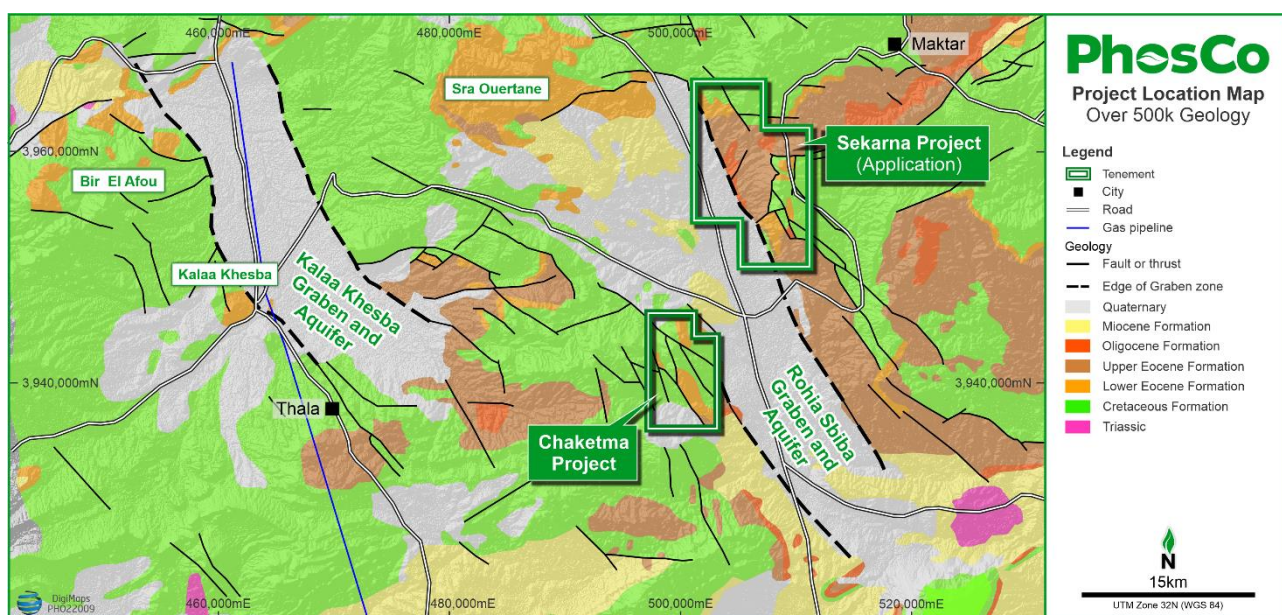 460,000mE
480,000mE
500,000mE
Maktar
Sra Ouertane
Sekarna Project
(Application)
3,960,000mN
Bir El Afou
Kalaa Khesba
Kalaa Khesba
Graben and
Aquifer
3,940,000mN
3,940,000mN
Thala
Chaketma
Project
Rohia Sbiba
Graben and
Aquifer
DigiMaps
PHO22009
460,000mE
480,000mE
500,000mE
520,000mE
PhosCo
Project Location Map
Over 500k Geology
Legend
Tenement
City
Road
Gas pipeline
Geology
Fault or thrust
Edge of Graben zone
Quaternary
Miocene Formation
Oligocene Formation
Upper Eocene Formation
Lower Eocene Formation
Cretaceous Formation
Triassic
N
15km
UTM Zone 32N (WGS 84)